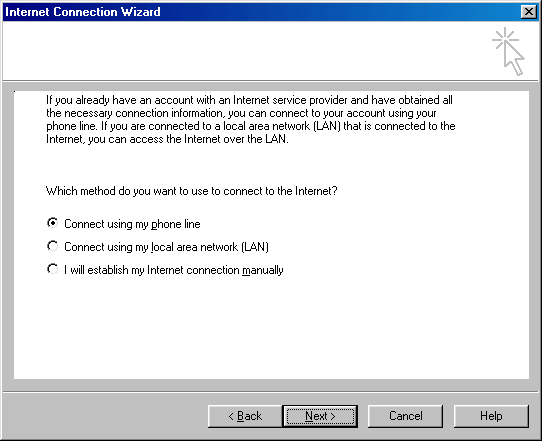 Internet Connection Wizard
If you already have an account with an Internet service provider and have obtained all
the necessary connection information, you can connect to your account using your
phone line. If you are connected to a local area network (LAN) that is connected to the
Internet, you can access the Internet over the LAN.
Which method do you want to use to connect to the Internet?
Connect using my phone line
Connect using my local area network (LAN)
I will establish my Internet connection manually
< Back Next > Cancel Help